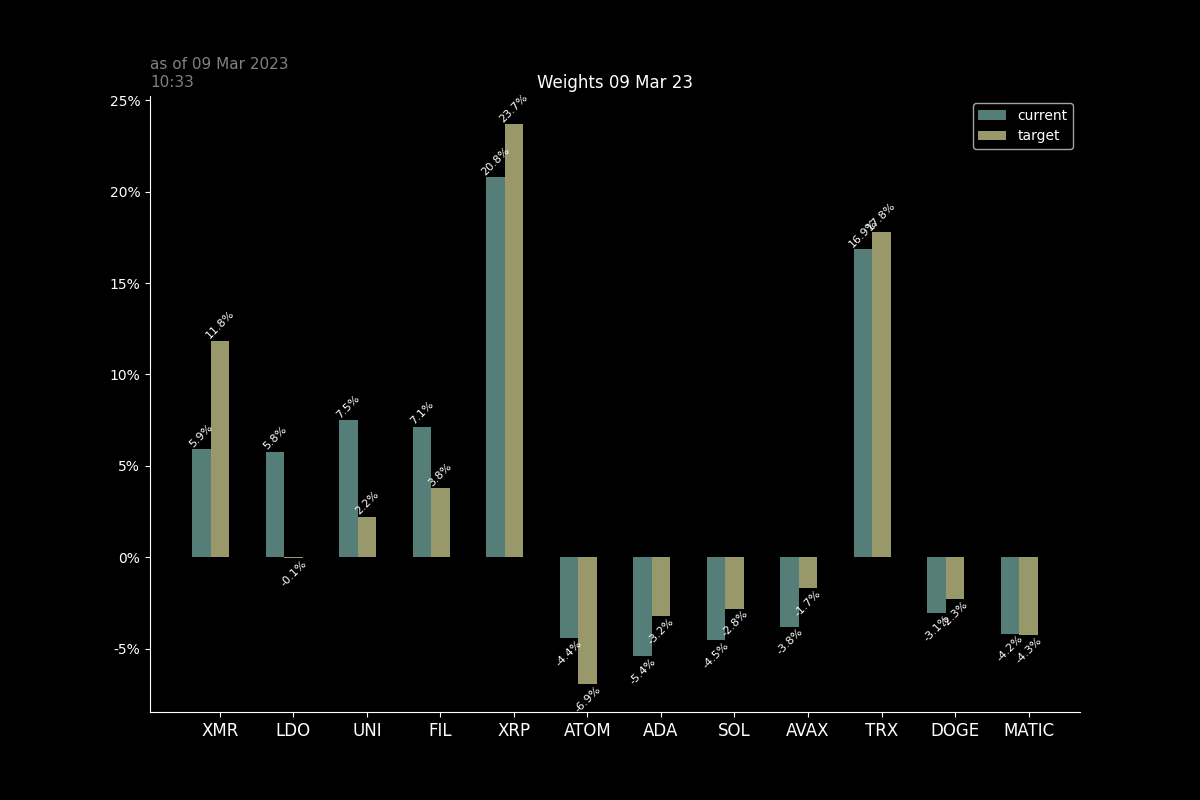 as of 09 Mar 2023
10:33
Weights 09 Mar 23
current
target
25%
20%
15%
10%
5%
0%
-5%
5.9%
11.8%
5.8%
-0.1%
7.5%
2.2%
7.1%
3.8%
20.8%
23.7%
-4.4%
-6.9%
-5.4%
-3.2%
-4.5%
-2.8%
-3.8%
-1.7%
16.9%
17.8%
-3.1%
-2.3%
-4.2%
-4.3%
XMR
LDO
UNI
FIL
XRP
ATOM
ADA
SOL
AVAX
TRX
DOGE
MATIC